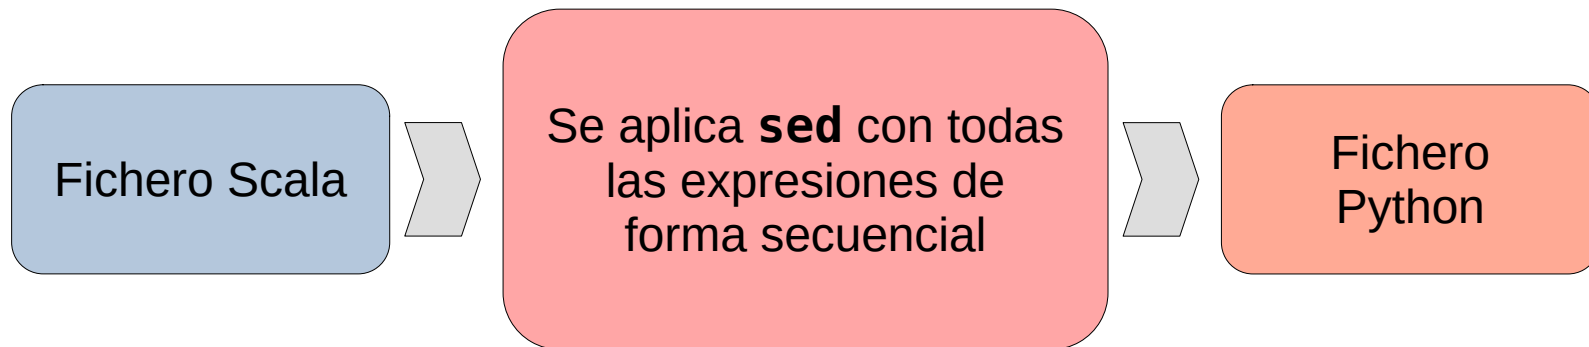 Fichero Scala
Se aplica sed con todas
las expresiones de
forma secuencial
Fichero
Python